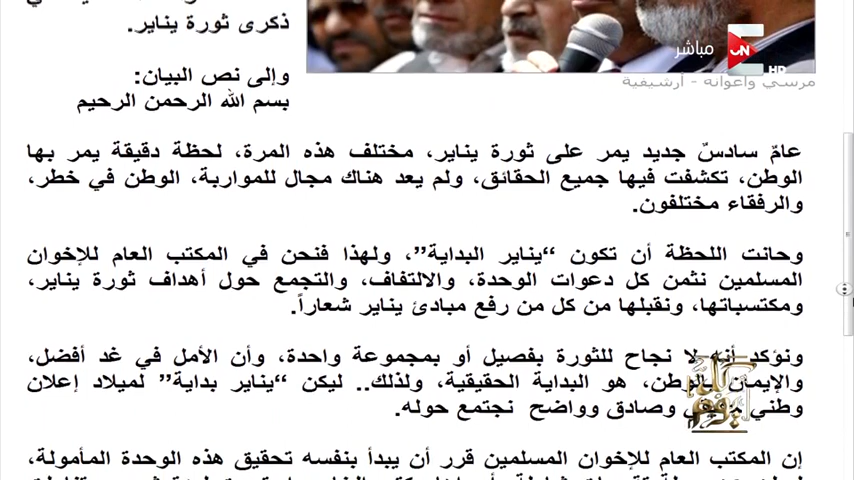 ذكرى ثورة يناير.
مباشر
ON
HD
مرسي وأعوانه - أرشيفية
وإلى نص البيان:
بسم الله الرحمن الرحيم
عامٌ سادسٌ جديد يمر على ثورة يناير، مختلف هذه المرة، لحظة دقيقة يمر بها
الوطن، تكشفت فيها جميع الحقائق، ولم يعد هناك مجال للمواربة، الوطن في خطر،
والرفقاء مختلفون.
وحانت اللحظة أن تكون “يناير البداية”، ولهذا فنحن في المكتب العام للإخوان
المسلمين نثمن كل دعوات الوحدة، والالتفاف، والتجمع حول أهداف ثورة يناير،
ومكتسباتها، ونقبلها من كل من رفع مبادئ يناير شعاراً.
ونؤكد أنه لا نجاح للثورة بفصيل أو بمجموعة واحدة، وأن الأمل في غد أفضل،
والإيمان بالوطن، هو البداية الحقيقية، ولذلك.. ليكن “يناير بداية” لميلاد إعلان
وطني وصادق وواضح نجتمع حوله.
إن المكتب العام للإخوان المسلمين قرر أن يبدأ بنفسه تحقيق هذه الوحدة المأمولة،